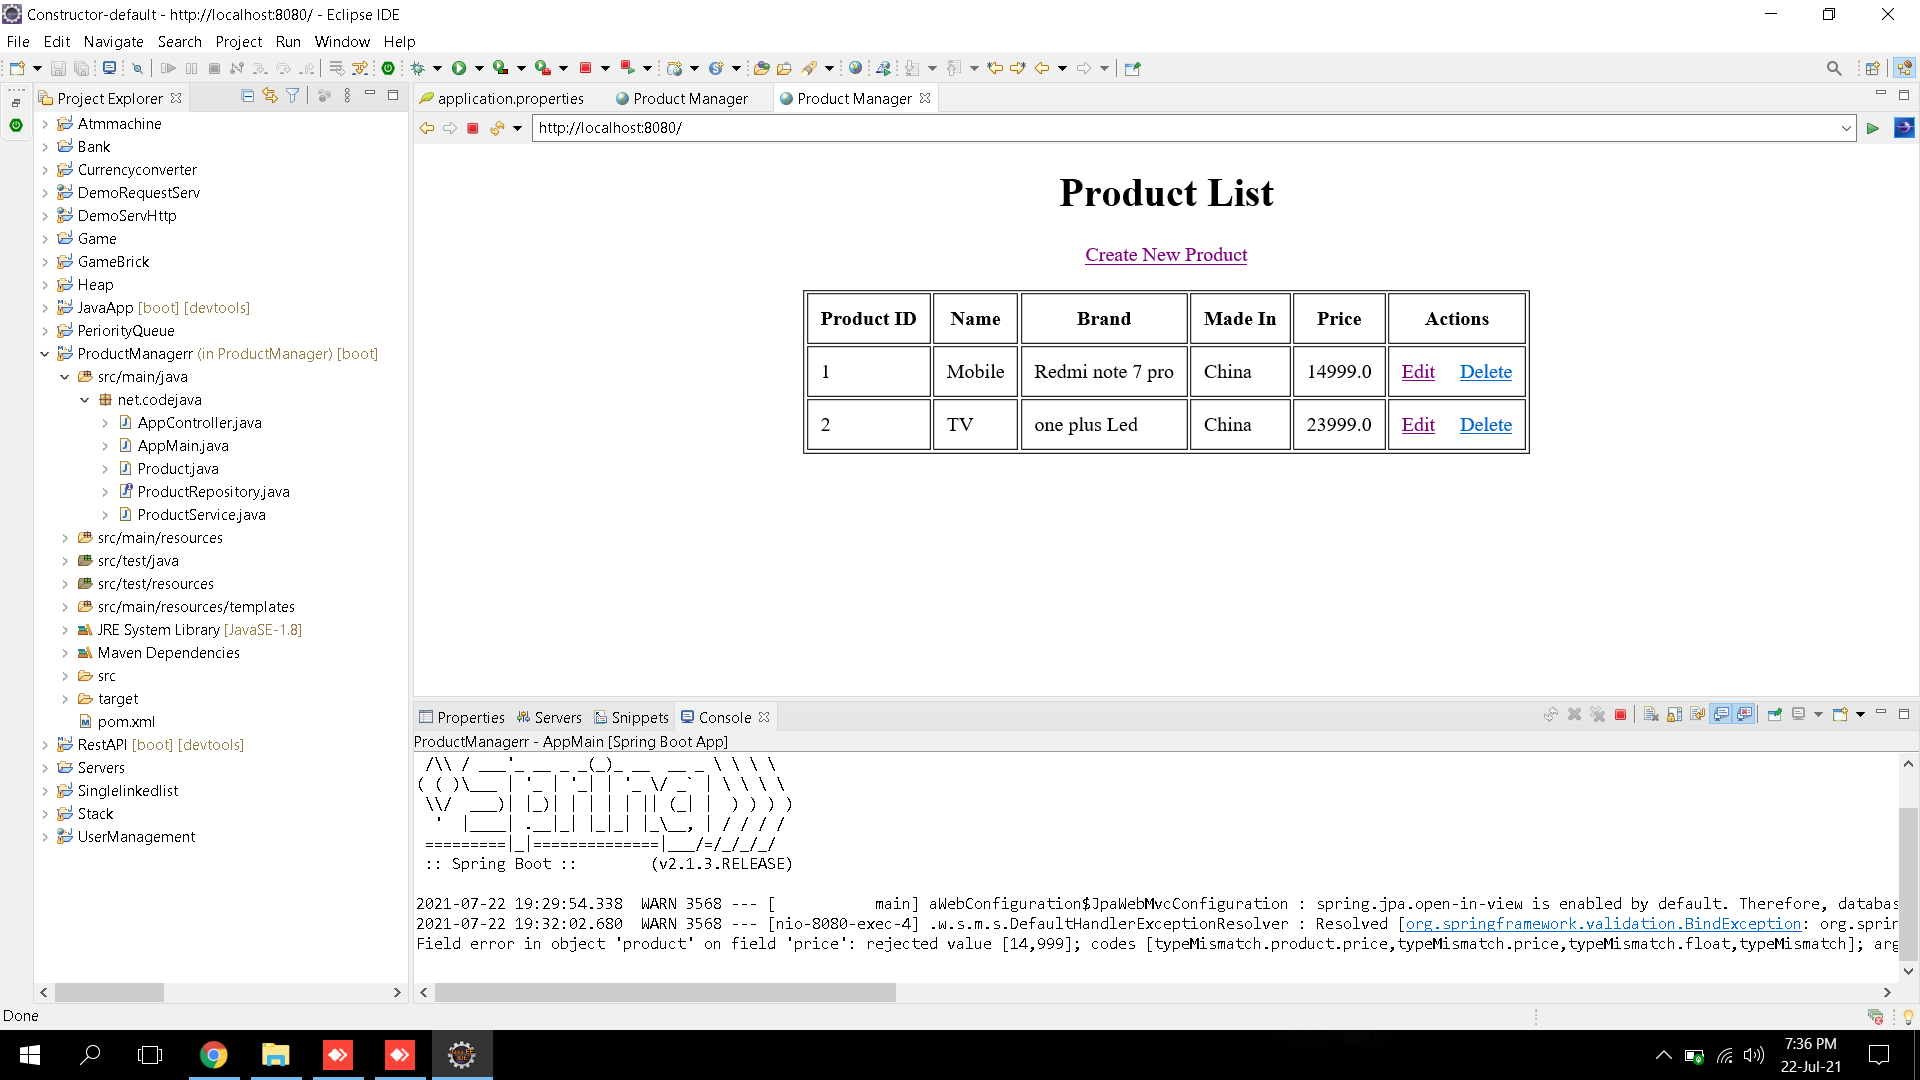 Constructor-default - http://localhost:8080/ - Eclipse IDE
File Edit Navigate Search Project Run Window Help
Project Explorer
application.properties Product Manager Product Manager
http://localhost:8080/
Atmmachine
Bank
Currencyconverter
DemoRequestServ
DemoServHttp
Game
GameBrick
Heap
JavaApp [boot] [devtools]
PeriorityQueue
ProductManagerr (in ProductManager) [boot]
src/main/java
net.codejava
AppController.java
AppMain.java
Product.java
ProductRepository.java
ProductService.java
src/main/resources
src/test/java
src/test/resources
src/main/resources/templates
JRE System Library [JavaSE-1.8]
Maven Dependencies
src
target
pom.xml
RestAPI [boot] [devtools]
Servers
Singlelinkedlist
Stack
UserManagement
Product List
Create New Product
Product ID Name Brand Made In Price Actions
1 Mobile Redmi note 7 pro China 14999.0 Edit Delete
2 TV one plus Led China 23999.0 Edit Delete
Properties Servers Snippets Console
ProductManagerr - AppMain [Spring Boot App]
:: Spring Boot :: (v2.1.3.RELEASE)
2021-07-22 19:29:54.338 WARN 3568 --- [ main] aWebConfiguration$JpaWebMvcConfiguration : spring.jpa.open-in-view is enabled by default. Therefore, databas
2021-07-22 19:32:02.680 WARN 3568 --- [nio-8080-exec-4] .w.s.m.s.DefaultHandlerExceptionResolver : Resolved [org.springframework.validation.BindException: org.sprin
Field error in object 'product' on field 'price': rejected value [14,999]; codes [typeMismatch.product.price,typeMismatch.price,typeMismatch.float,typeMismatch]; arg
Done
7:36 PM
22-Jul-21